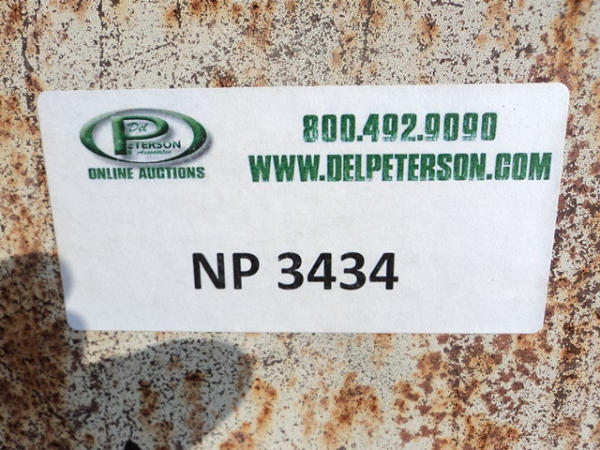 Del
PETERSON
& Associates
ONLINE AUCTIONS
800.492.9090
WWW.DELPETERSON.COM
NP 3434